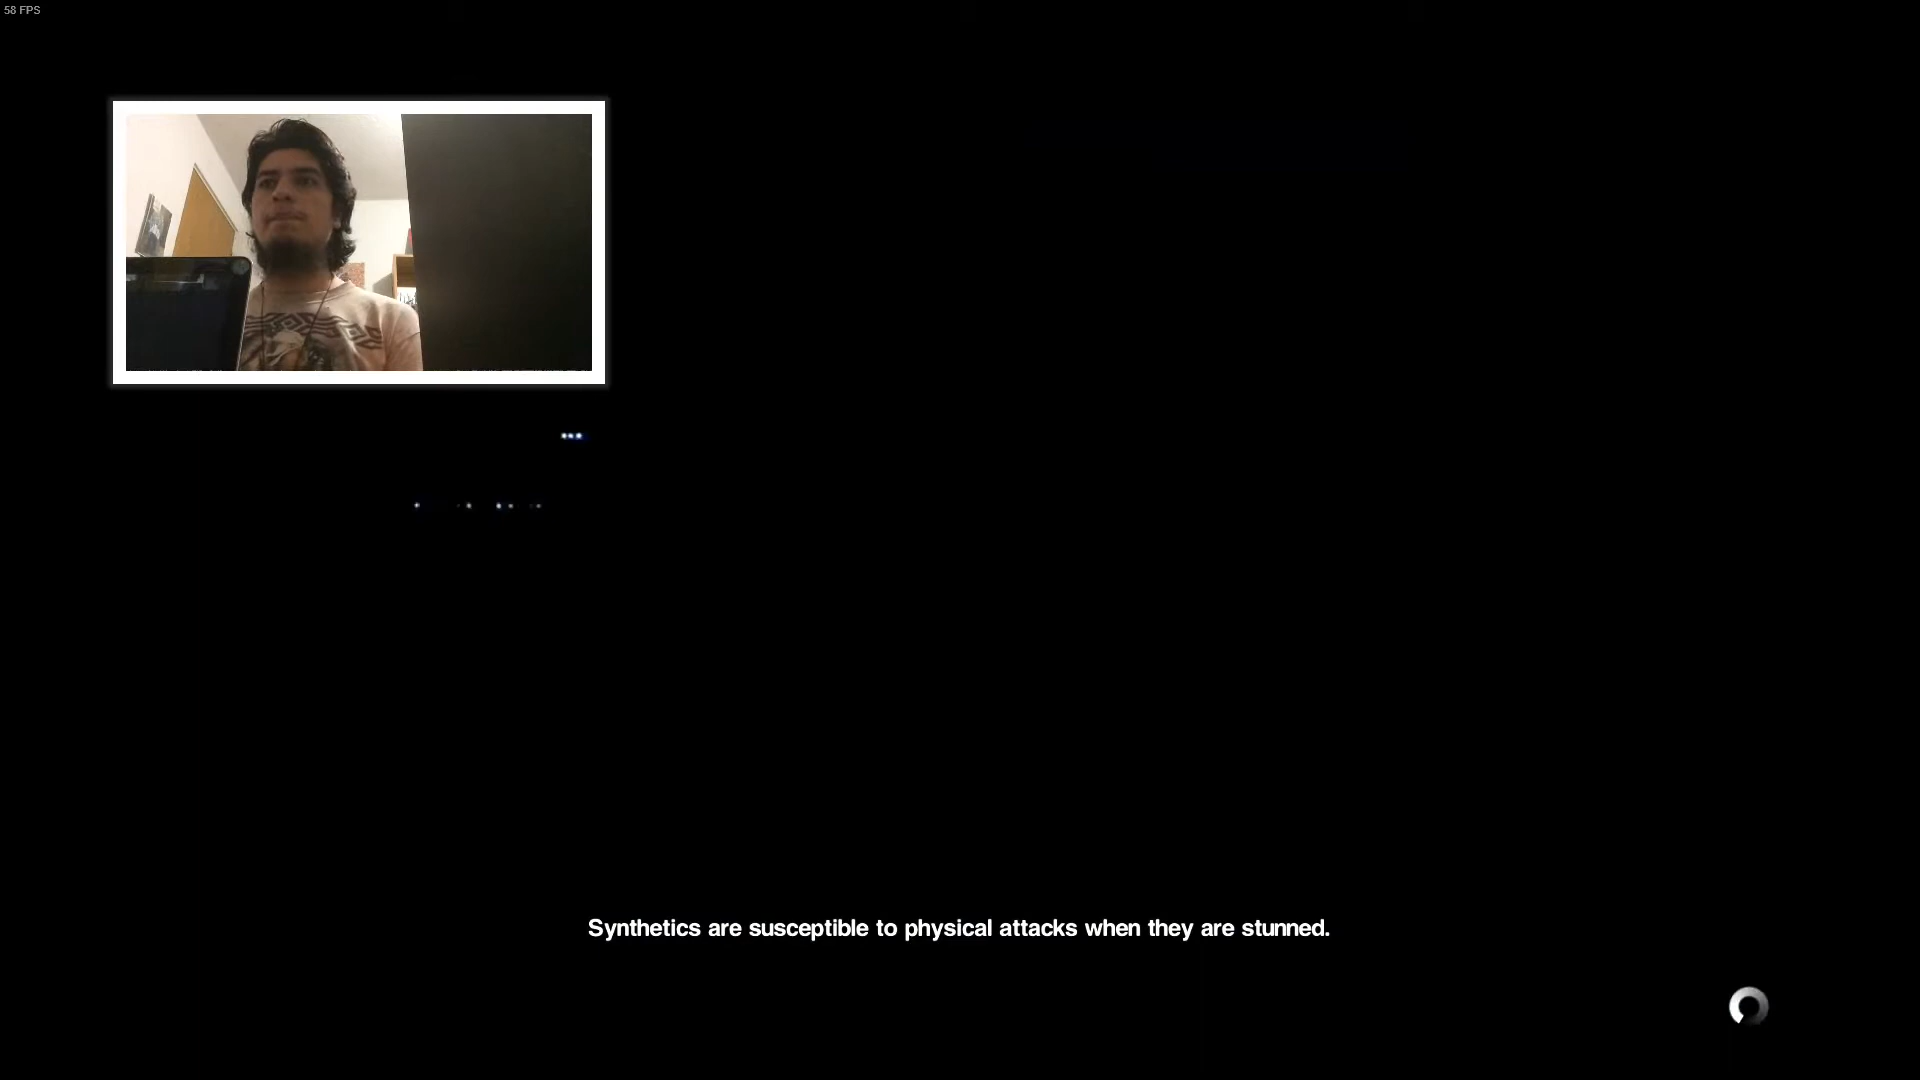 58 FPS
Synthetics are susceptible to physical attacks when they are stunned.